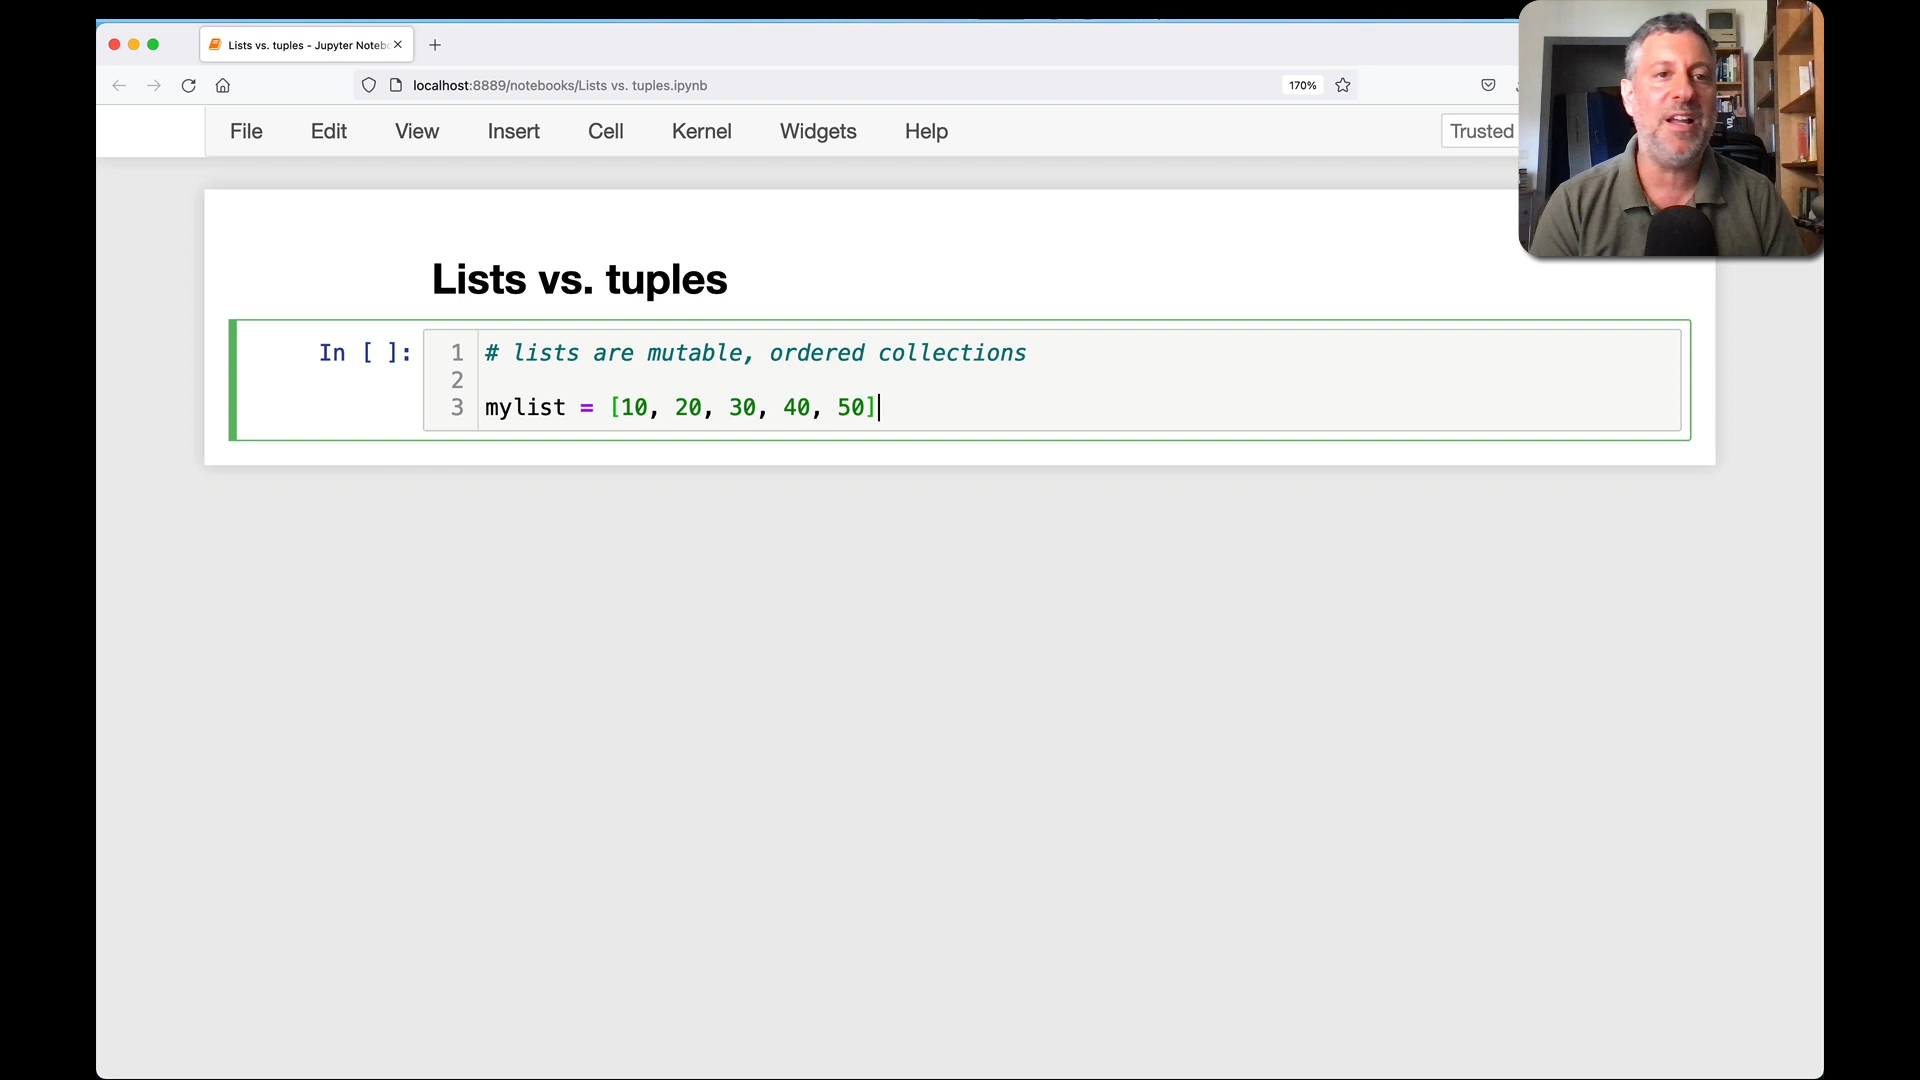 Lists vs. tuples - Jupyter Noteb
localhost:8889/notebooks/Lists vs. tuples.ipynb
170%
File Edit View Insert Cell Kernel Widgets Help
Trusted
Lists vs. tuples
In [ ]:
1 # lists are mutable, ordered collections
2
3 mylist = [10, 20, 30, 40, 50]